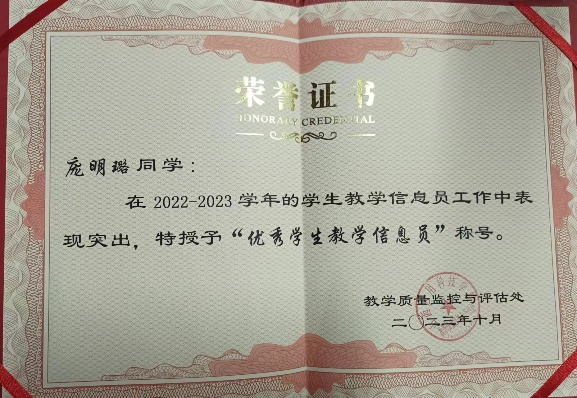 荣誉证书
HONORARY CREDENTIAL
庞明璐同学：
在2022-2023学年的学生教学信息员工作中表
现突出，特授予“优秀学生教学信息员”称号。
教学质量监控与评估处
二〇二三年十月